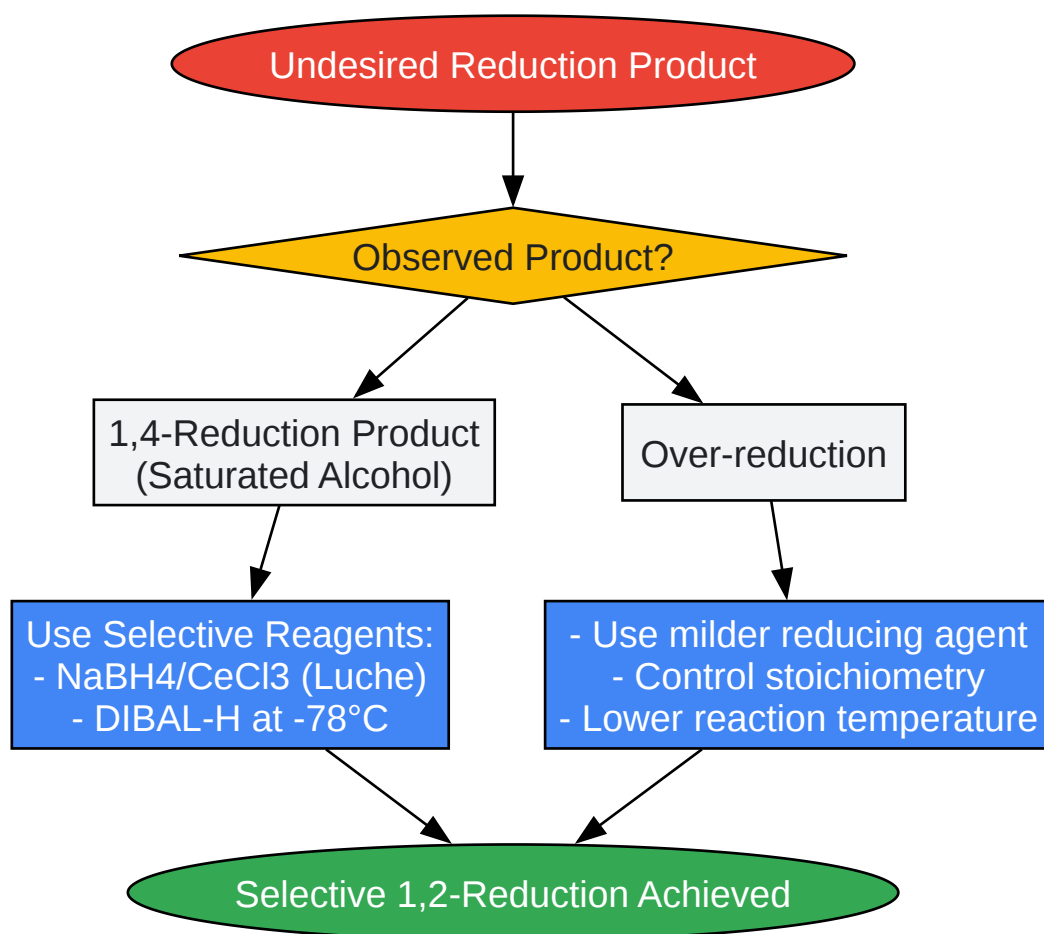 Undesired Reduction Product
Observed Product?
1,4-Reduction Product
(Saturated Alcohol)
Over-reduction
Use Selective Reagents:
- NaBH4/CeCl3 (Luche)
- DIBAL-H at -78°C
- Use milder reducing agent
- Control stoichiometry
- Lower reaction temperature
Selective 1,2-Reduction Achieved